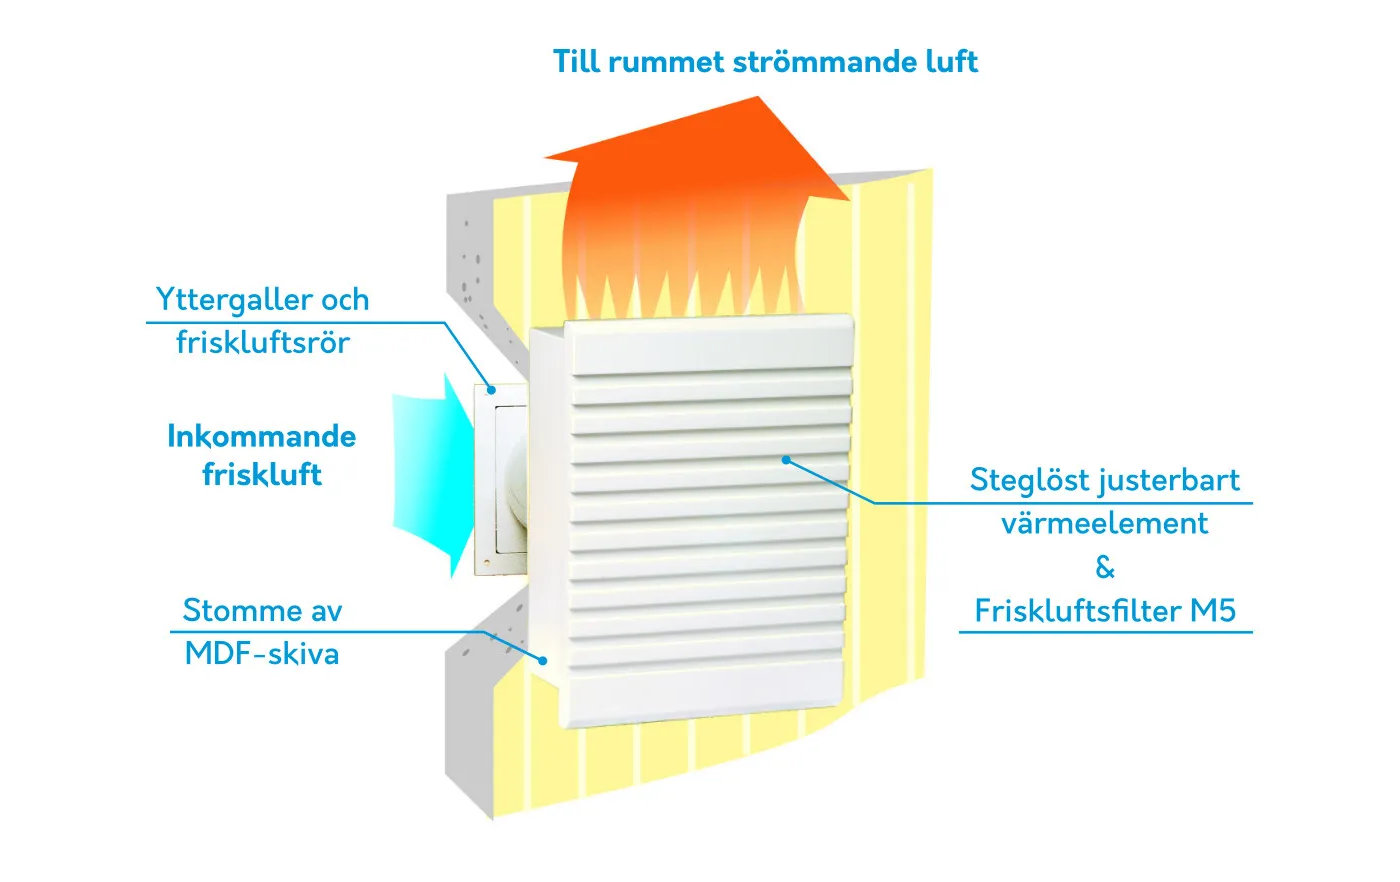 Till rummet strömmande luft
Yttergaller och
friskluftsrör
Inkommande
friskluft
Steglöst justerbart
värmeelement
&
Friskluftsfilter M5
Stomme av
MDF-skiva